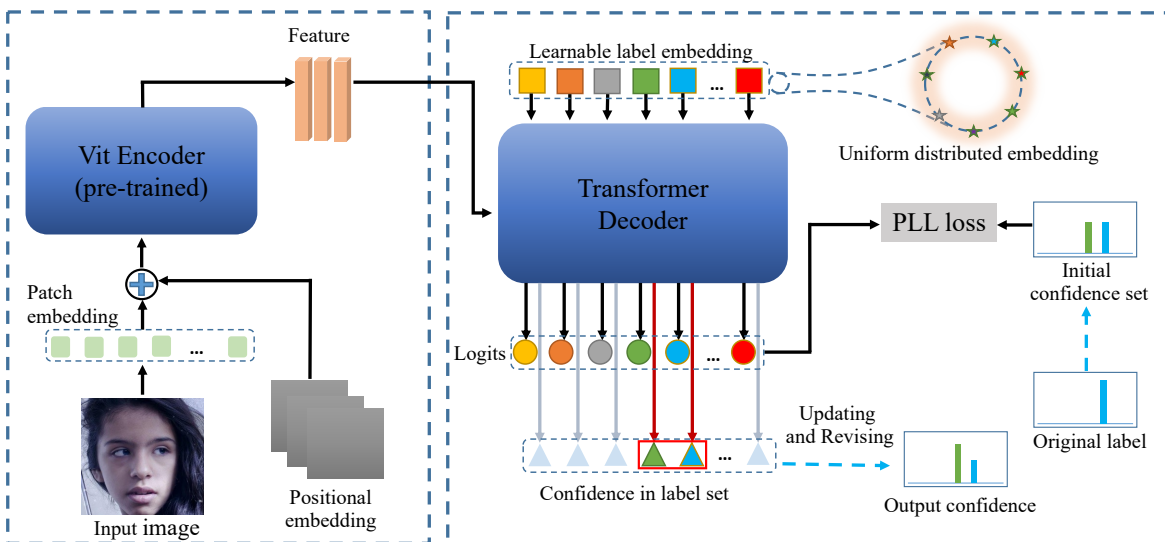 Feature
Vit Encoder
(pre-trained)
Patch
embedding
...
Input image
Positional
embedding
Learnable label embedding
...
Uniform distributed embedding
Transformer
Decoder
PLL loss
Initial
confidence set
Logits
...
Original label
Updating
and Revising
...
Confidence in label set
Output confidence